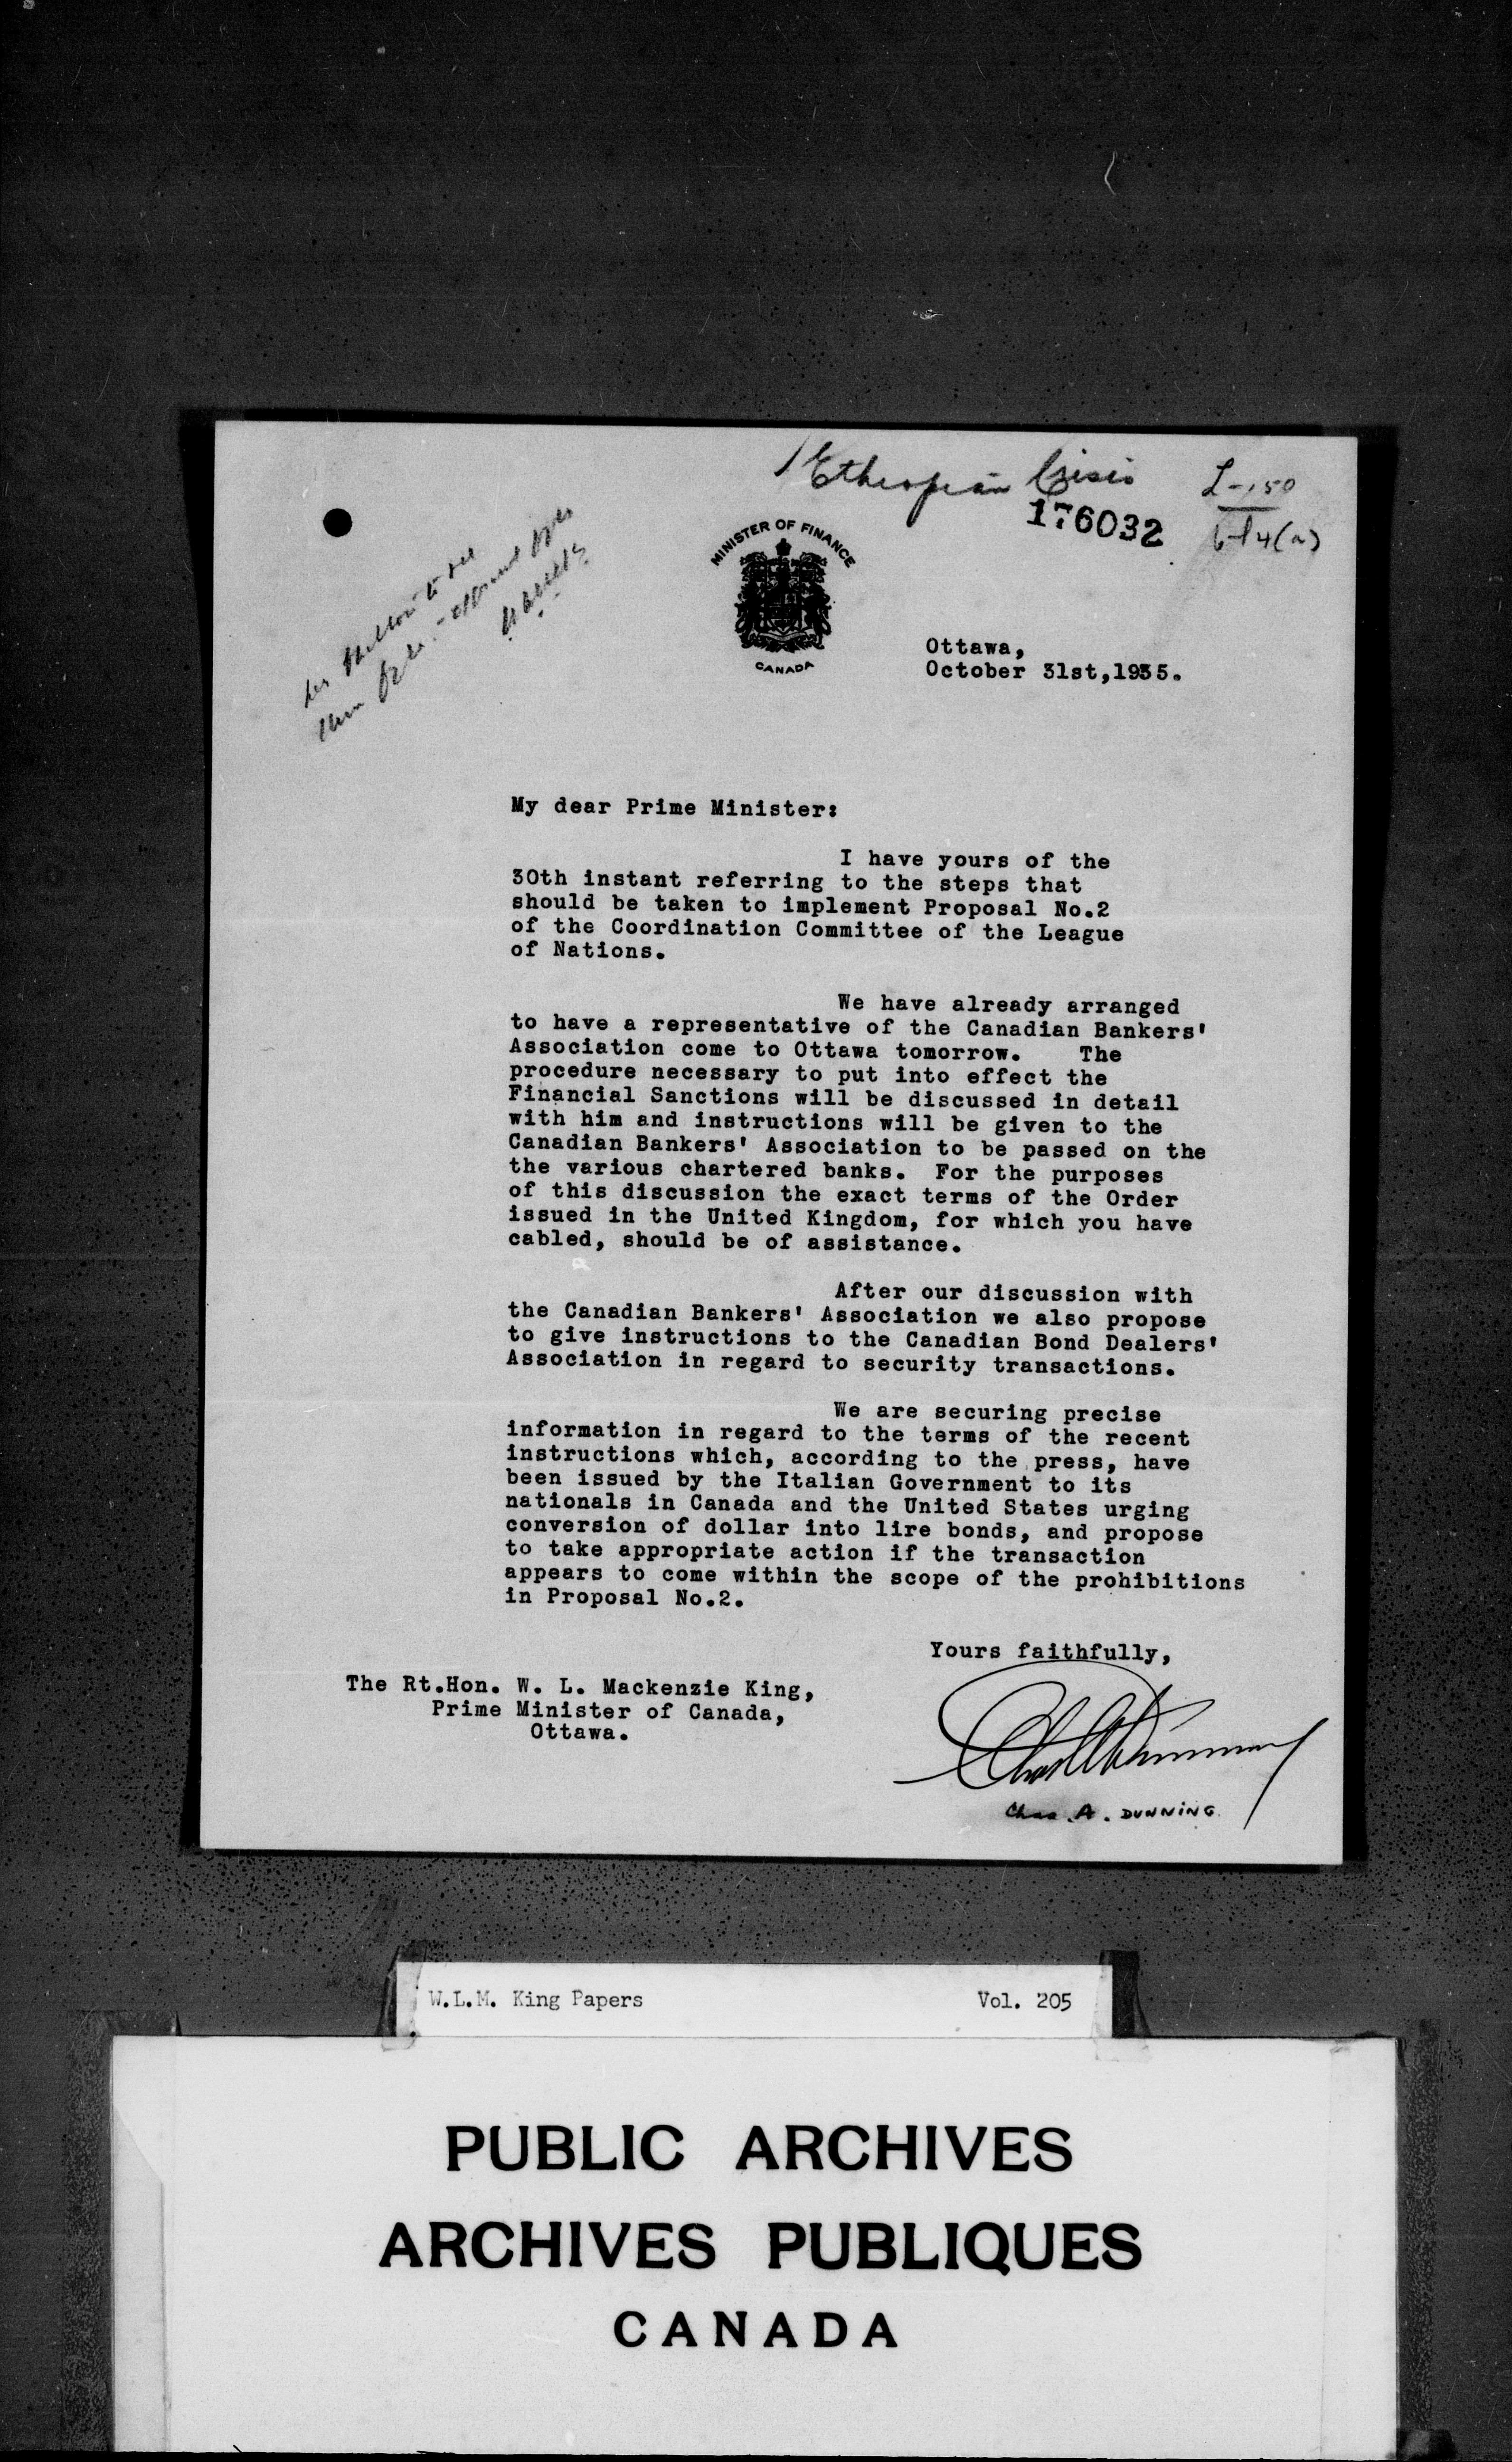 Ethiopian Crisis
176032
L-150
MINISTER OF FINANCE
CANADA
Ottawa,
October 31st,1935.
My dear Prime Minister:
I have yours of the
30th instant referring to the steps that
should be taken to implement Proposal No.2
of the Coordination Committee of the League
of Nations.
We have already arranged
to have a representative of the Canadian Bankers'
Association come to Ottawa tomorrow. The
procedure necessary to put into effect the
Financial Sanctions will be discussed in detail
with him and instructions will be given to the
Canadian Bankers' Association to be passed on the
the various chartered banks. For the purposes
of this discussion the exact terms of the Order
issued in the United Kingdom, for which you have
cabled, should be of assistance.
After our discussion with
the Canadian Bankers' Association we also propose
to give instructions to the Canadian Bond Dealers'
Association in regard to security transactions.
We are securing precise
information in regard to the terms of the recent
instructions which, according to the press, have
been issued by the Italian Government to its
nationals in Canada and the United States urging
conversion of dollar into lire bonds, and propose
to take appropriate action if the transaction
appears to come within the scope of the prohibitions
in Proposal No.2.
Yours faithfully,
The Rt.Hon. W. L. Mackenzie King,
Prime Minister of Canada,
Ottawa.
Chas A Dunning
Chas. A. DUNNING.
W.L.M. King Papers Vol. 205
PUBLIC ARCHIVES
ARCHIVES PUBLIQUES
CANADA